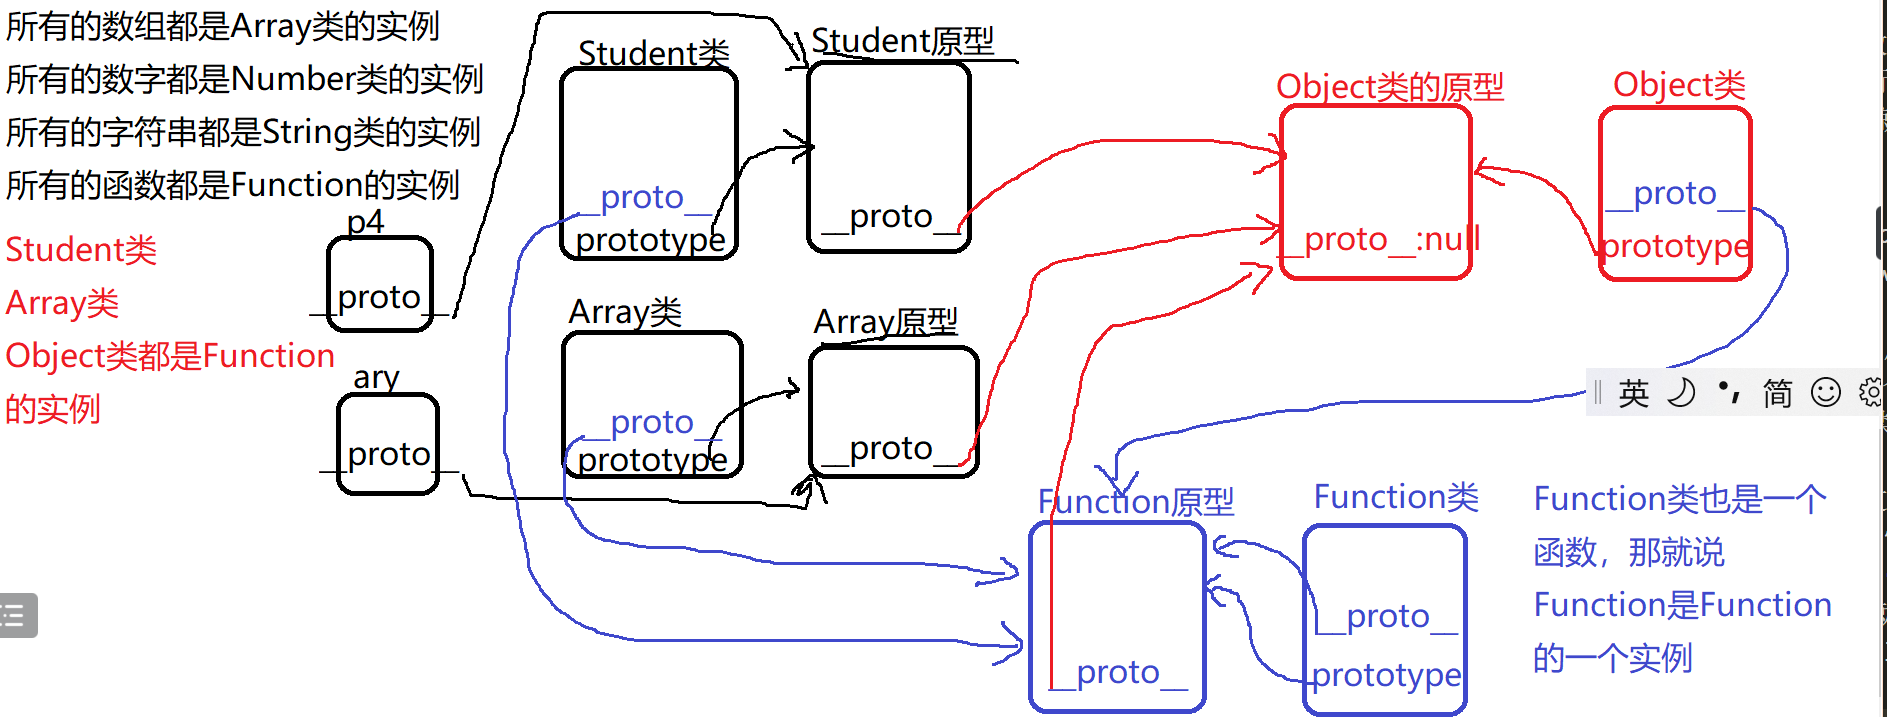 所有的数组都是Array类的实例
所有的数字都是Number类的实例
所有的字符串都是String类的实例
所有的函数都是Function的实例
Student类
Array类
Object类都是Function
的实例
p4
__proto__
ary
__proto__
Student类
__proto__
prototype
Student原型
__proto__
Array类
__proto__
prototype
Array原型
__proto__
Object类的原型
__proto__:null
Object类
__proto__
prototype
英 简
Function原型
__proto__
Function类
__proto__
prototype
Function类也是一个
函数，那就说
Function是Function
的一个实例